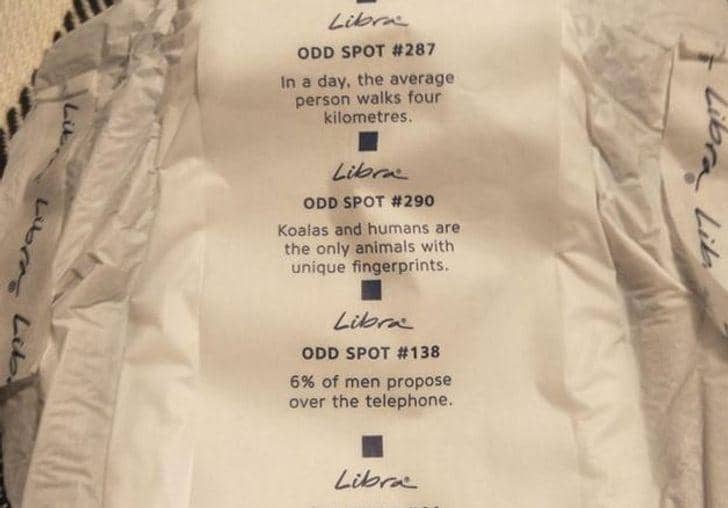 Libra
ODD SPOT #287
In a day, the average
person walks four
kilometres.
Libra
ODD SPOT #290
Koalas and humans are
the only animals with
unique fingerprints.
Libra
ODD SPOT #138
6% of men propose
over the telephone.
Libra
Libra
Libra